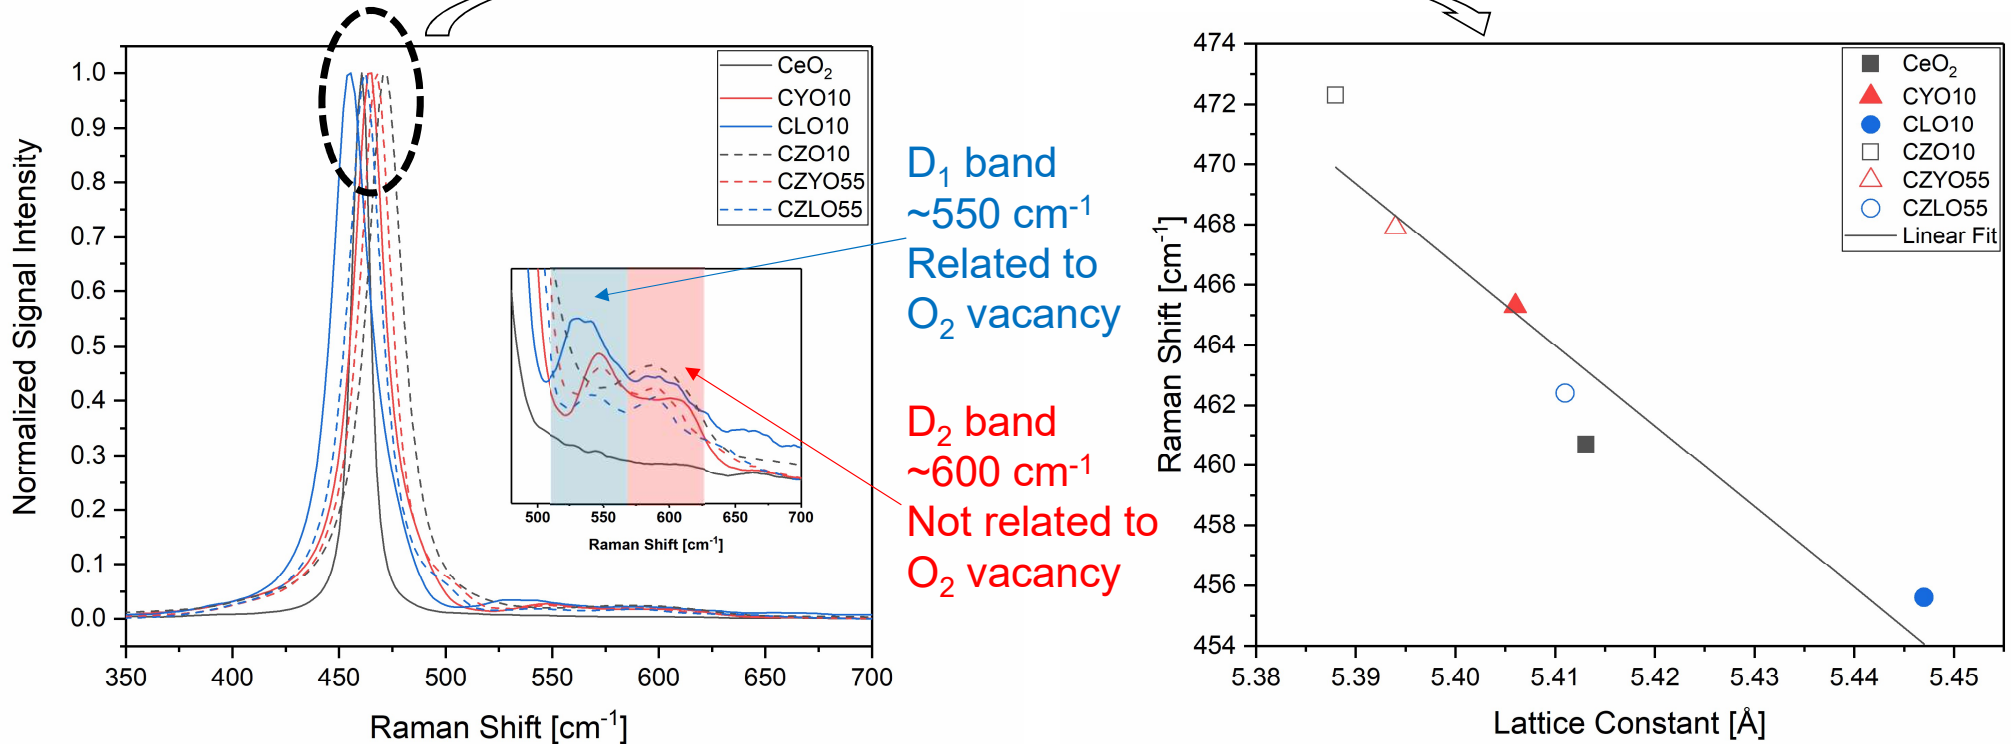 Normalized Signal Intensity
1.0
0.9
0.8
0.7
0.6
0.5
0.4
0.3
0.2
0.1
0.0
350 400 450 500 550 600 650 700
Raman Shift [cm⁻¹]
CeO₂
CYO10
CLO10
CZO10
CZYO55
CZLO55
500 550 600 650 700
Raman Shift [cm⁻¹]
D₁ band
~550 cm⁻¹
Related to
O₂ vacancy
D₂ band
~600 cm⁻¹
Not related to
O₂ vacancy
Raman Shift [cm⁻¹]
474
472
470
468
466
464
462
460
458
456
454
5.38 5.39 5.40 5.41 5.42 5.43 5.44 5.45
Lattice Constant [Å]
CeO₂
CYO10
CLO10
CZO10
CZYO55
CZLO55
Linear Fit